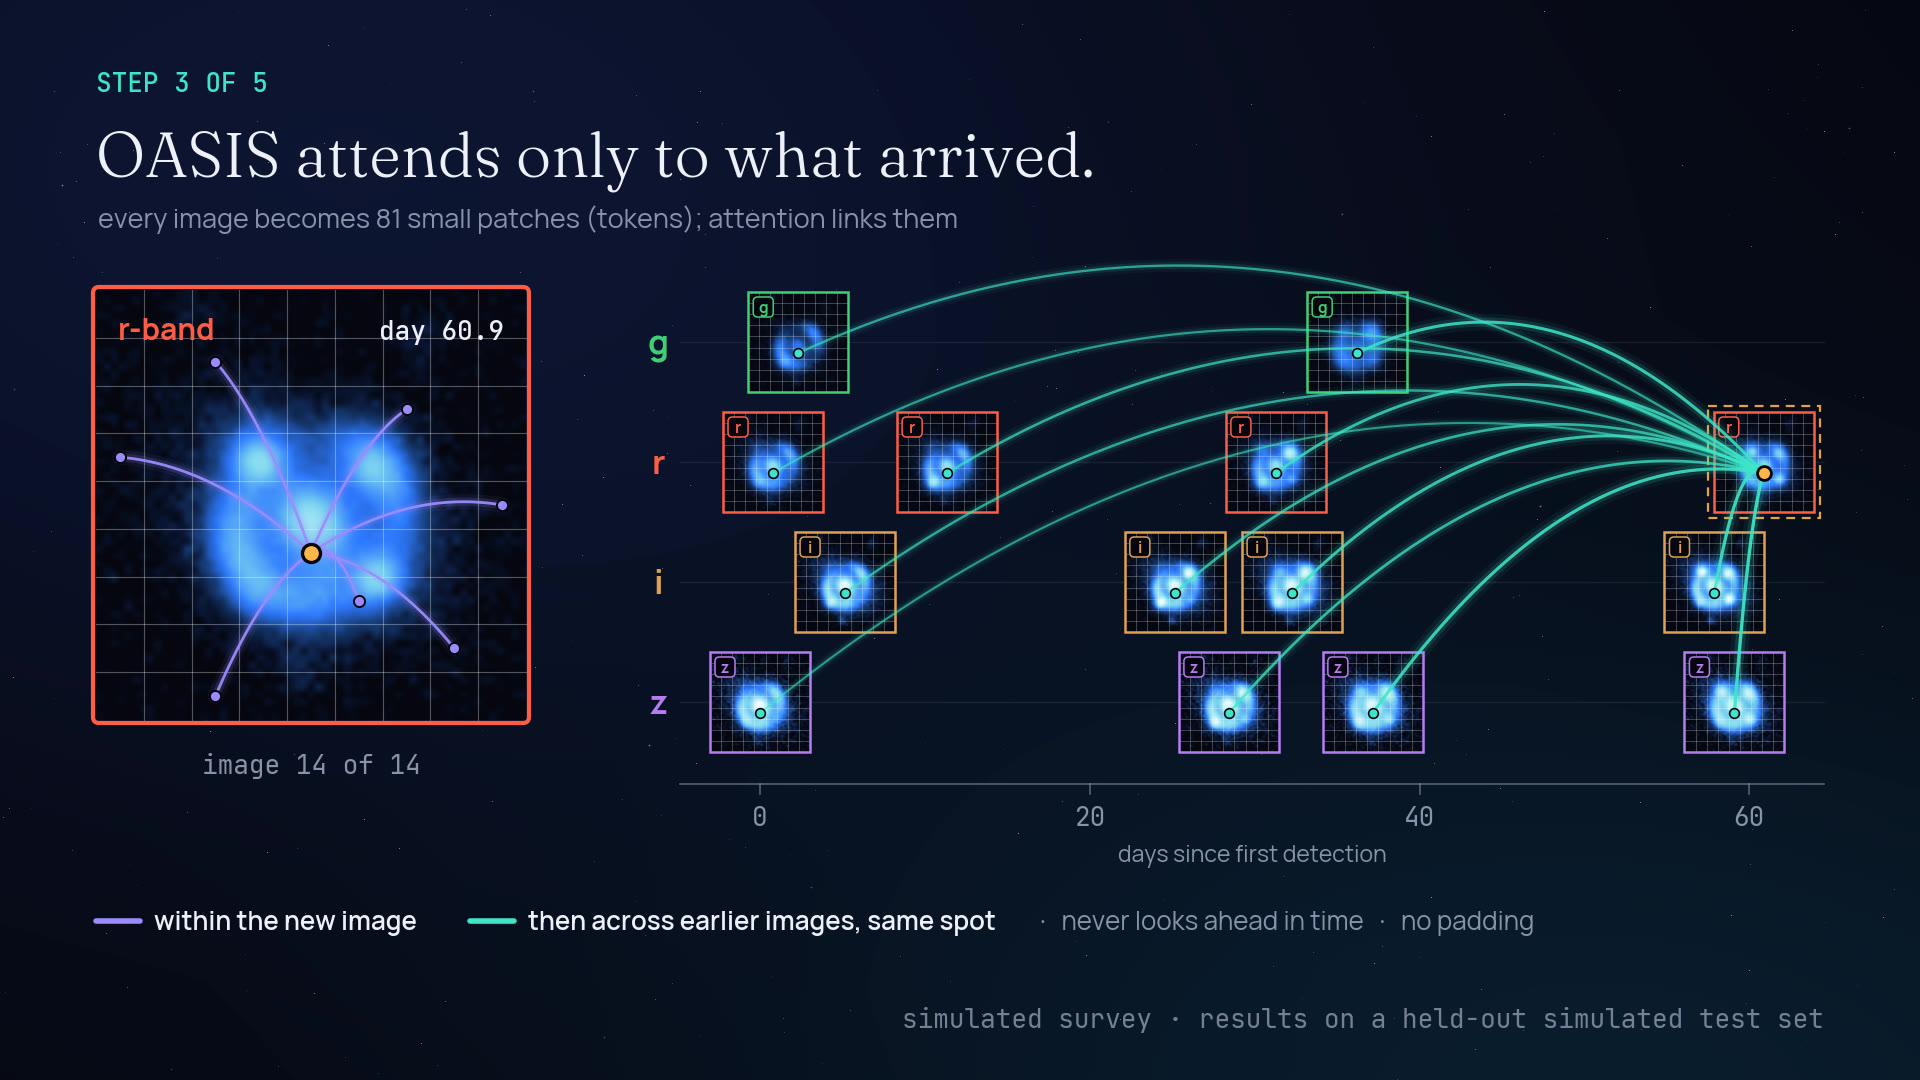 STEP 3 OF 5
OASIS attends only to what arrived.
every image becomes 81 small patches (tokens); attention links them
r-band
day 60.9
image 14 of 14
g
g
g
r
r
r
r
r
i
i
i
i
i
z
z
z
z
z
0
20
40
60
days since first detection
within the new image
then across earlier images, same spot
· never looks ahead in time · no padding
simulated survey · results on a held-out simulated test set